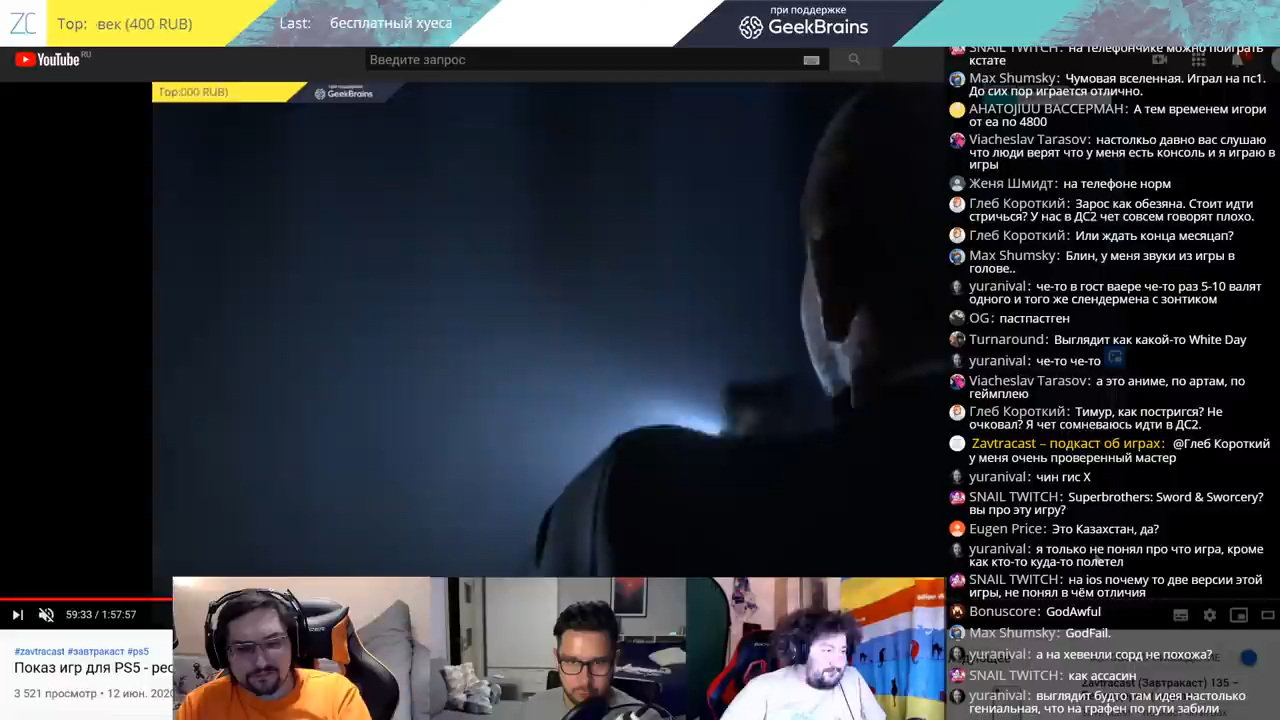 ZC
Top: век (400 RUB)
Last: бесплатный хуеса
при поддержке
GeekBrains
YouTube RU
Введите запрос
Top:000 RUB)
при поддержке
GeekBrains
SNAIL TWITCH: на телефончике можно поиграть
кстате
Max Shumsky: Чумовая вселенная. Играл на пс1.
До сих пор играется отлично.
АНАТОJIUU ВАССЕРМАН: А тем временем игори
от еа по 4800
Viacheslav Tarasov: настолкьо давно вас слушаю
что люди верят что у меня есть консоль и я играю в
игры
Женя Шмидт: на телефоне норм
Глеб Короткий: Зарос как обезяна. Стоит идти
стричься? У нас в ДС2 чет совсем говорят плохо.
Глеб Короткий: Или ждать конца месяцап?
Max Shumsky: Блин, у меня звуки из игры в
голове..
yuranival: че-то в гост ваере че-то раз 5-10 валят
одного и того же слендермена с зонтиком
OG: пастпастген
Turnaround: Выглядит как какой-то White Day
yuranival: че-то че-то
Viacheslav Tarasov: а это аниме, по артам, по
геймплею
Глеб Короткий: Тимур, как постригся? Не
очковал? Я чет сомневаюсь идти в ДС2.
Zavtracast – подкаст об играх: @Глеб Короткий
у меня очень проверенный мастер
yuranival: чин гис Х
SNAIL TWITCH: Superbrothers: Sword & Sworcery?
вы про эту игру?
Eugen Price: Это Казахстан, да?
yuranival: я только не понял про что игра, кроме
как кто-то куда-то полетел
SNAIL TWITCH: на ios почему то две версии этой
игры, не понял в чём отличия
Bonuscore: GodAwful
Max Shumsky: GodFail.
yuranival: а на хевенли сорд не похожа?
SNAIL TWITCH: как ассасин
yuranival: выглядит будто там идея настолько
гениальная, что на графен по пути забили
59:33 / 1:57:57
#zavtracast #завтракаст #ps5
Показ игр для PS5 - рес
3 521 просмотр • 12 июн. 2020
Zavtracast (Завтракаст) 135 –